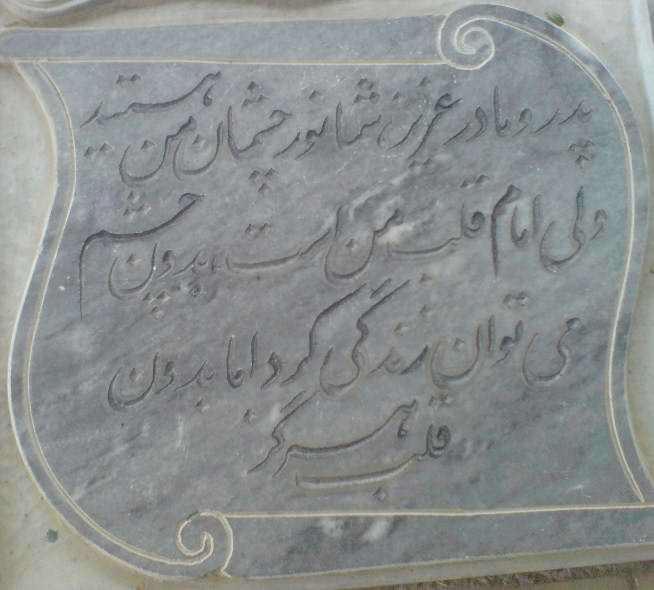 پدر و مادر عزیز، شما نور چشمان من هستید
ولی امام قلب من است، بدون چشم
می توان زندگی کرد اما بدون
قلب هرگز